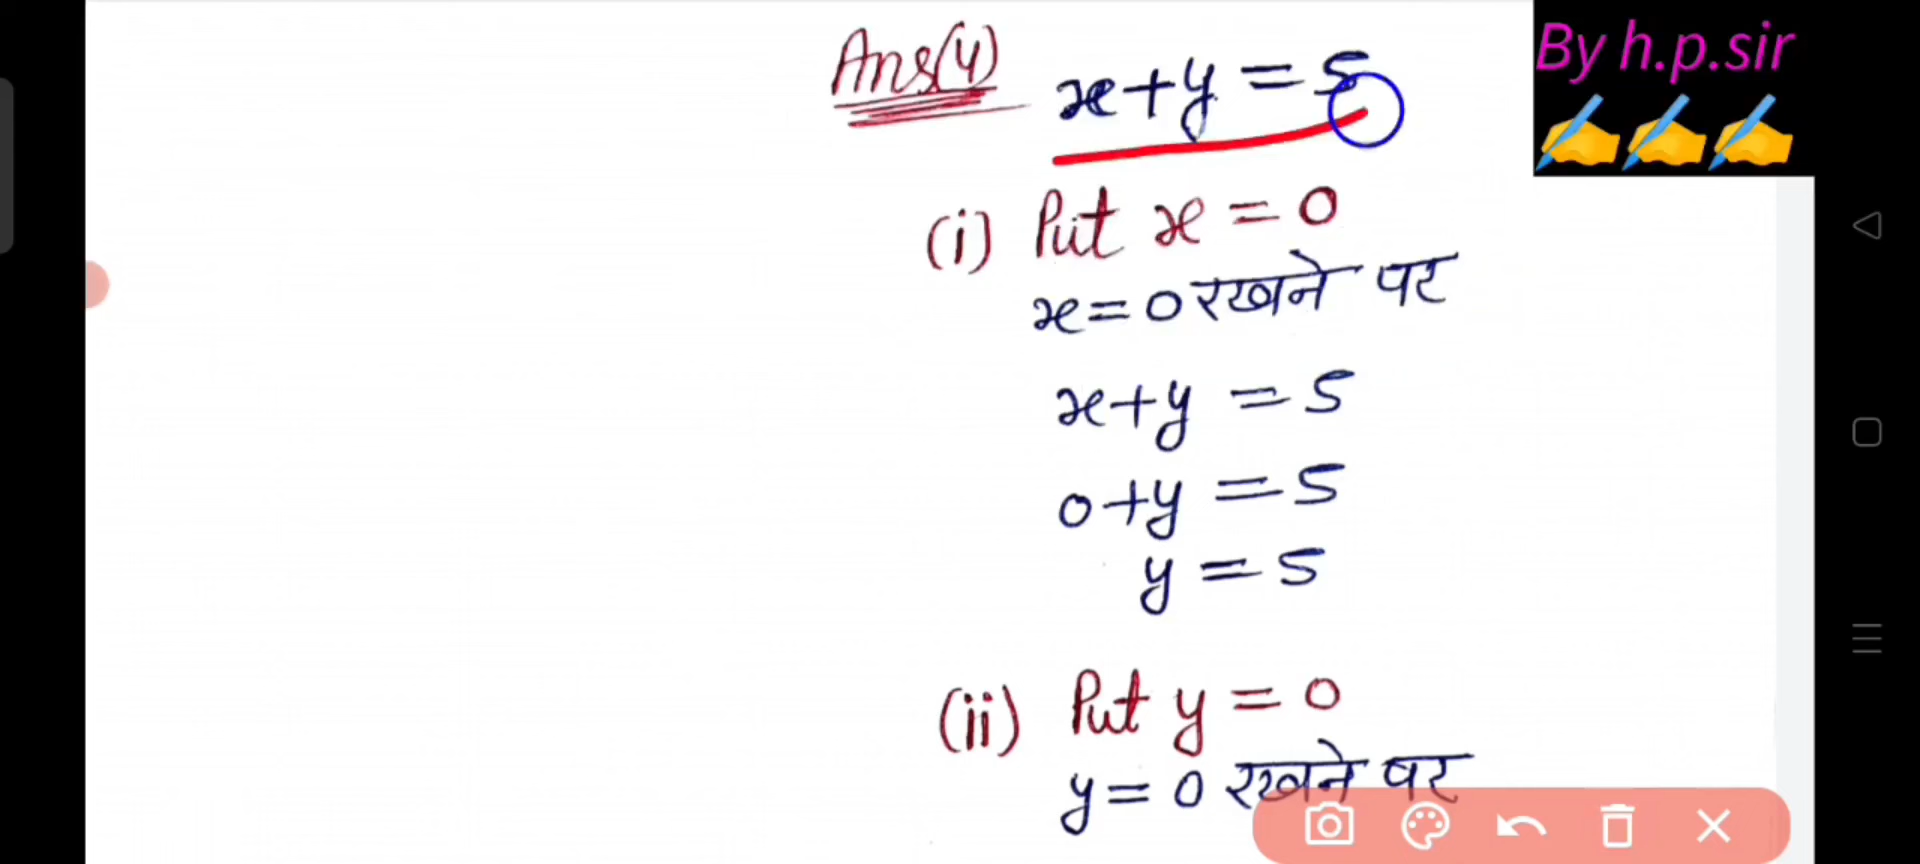 Ans(4) x+y=5
By h.p.sir
(i) Put x=0
x=0 रखने पर
x+y=5
0+y=5
y=5
(ii) Put y=0
y=0 रखने पर